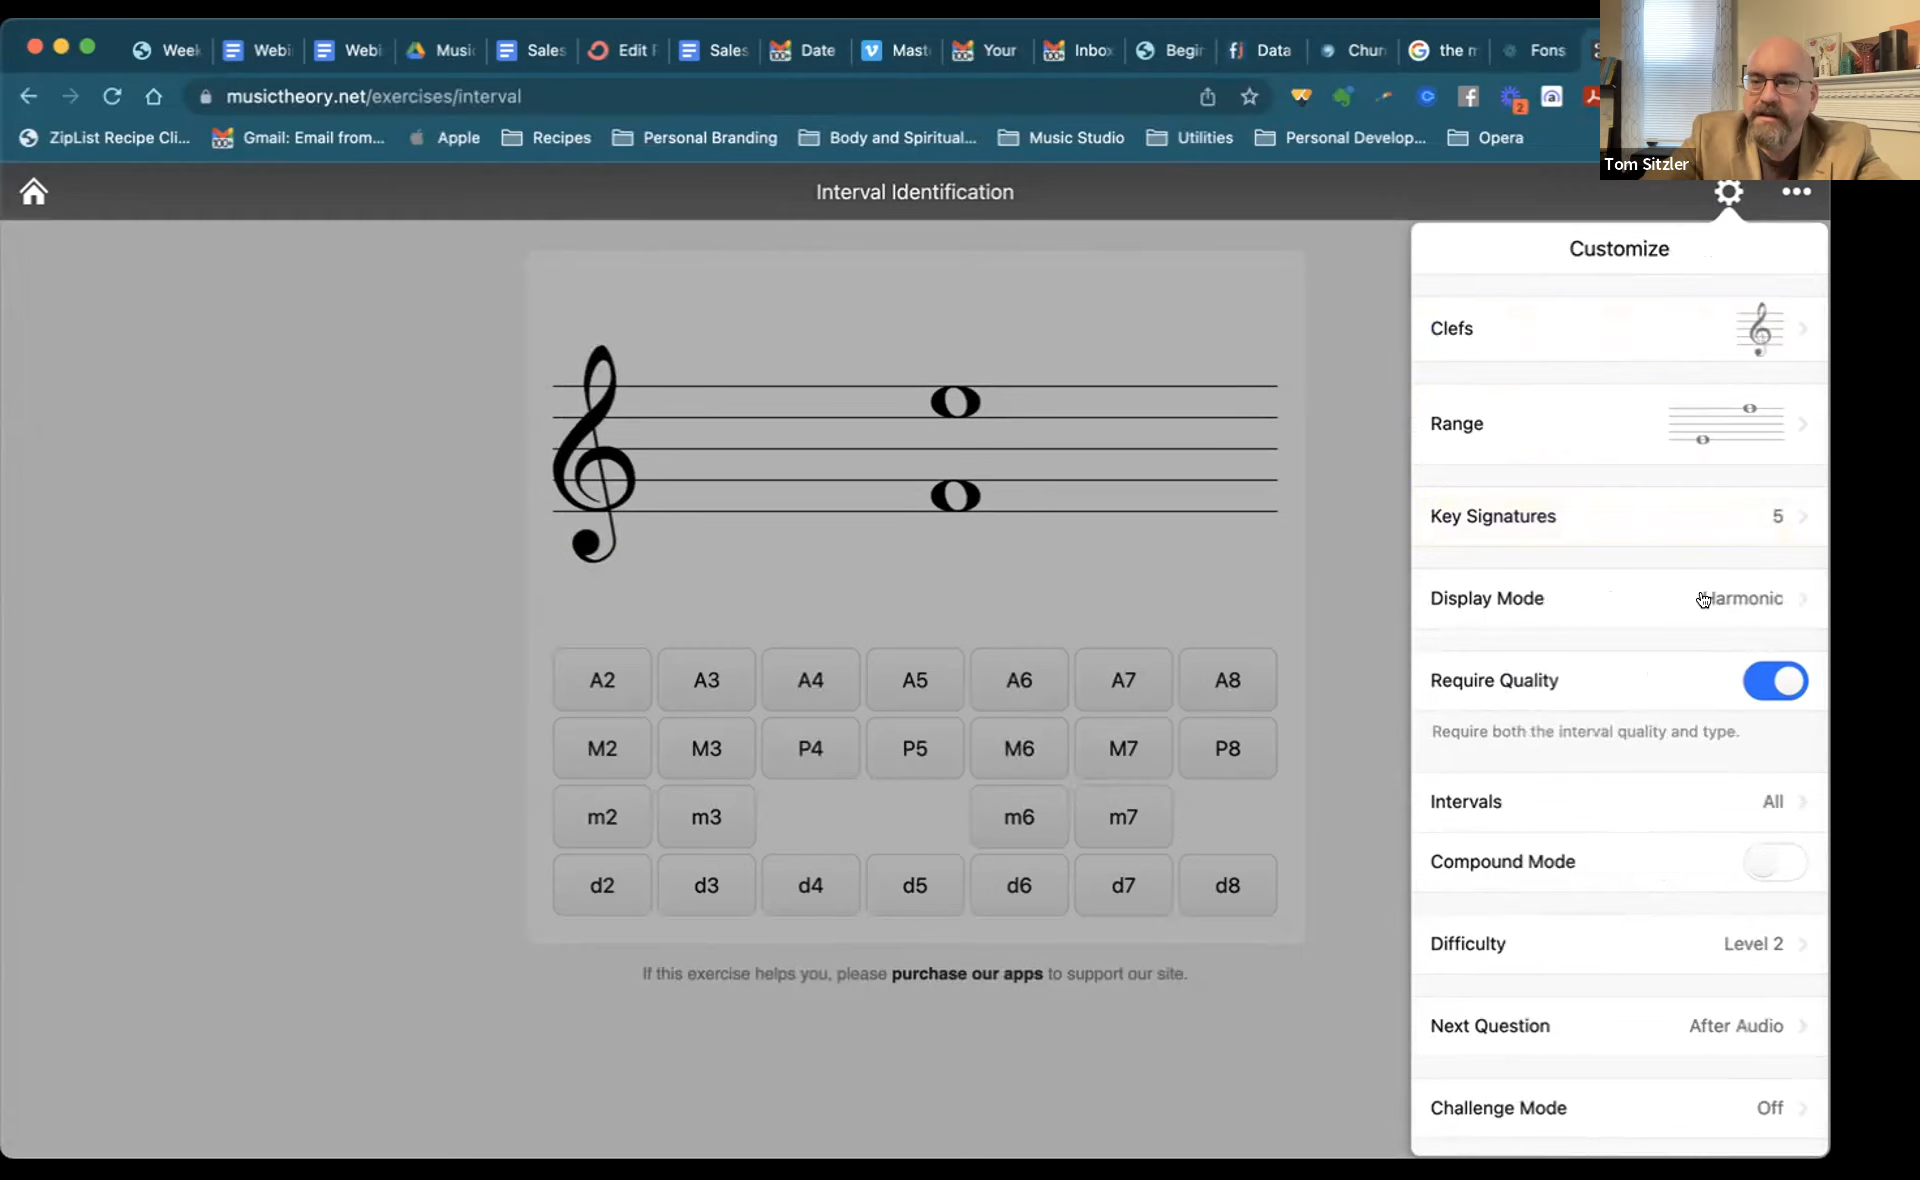 Week Webi Webi Music Sales Edit Sales Date Mast Your Inbox Begir Data Chur the m Fons
musictheory.net/exercises/interval
2
ZipList Recipe Cli... Gmail: Email from... Apple Recipes Personal Branding Body and Spiritual... Music Studio Utilities Personal Develop... Opera
Tom Sitzler
Interval Identification
Customize
Clefs
Range
Key Signatures 5
Display Mode Harmonic
A2 A3 A4 A5 A6 A7 A8
Require Quality
Require both the interval quality and type.
M2 M3 P4 P5 M6 M7 P8
Intervals All
m2 m3 m6 m7
Compound Mode
d2 d3 d4 d5 d6 d7 d8
Difficulty Level 2
If this exercise helps you, please purchase our apps to support our site.
Next Question After Audio
Challenge Mode Off